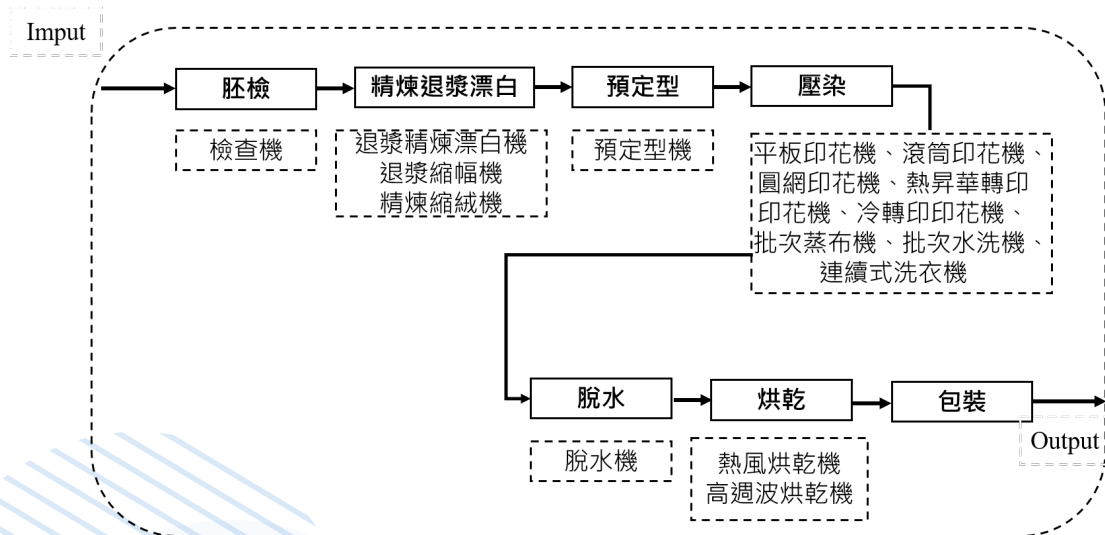 Imput
胚檢
精煉退漿漂白
預定型
壓染
檢查機
退漿精煉漂白機
退漿縮幅機
精煉縮絨機
預定型機
平板印花機、滾筒印花機、
圓網印花機、熱昇華轉印
印花機、冷轉印印花機、
批次蒸布機、批次水洗機、
連續式洗衣機
脫水
烘乾
包裝
脫水機
熱風烘乾機
高週波烘乾機
Output